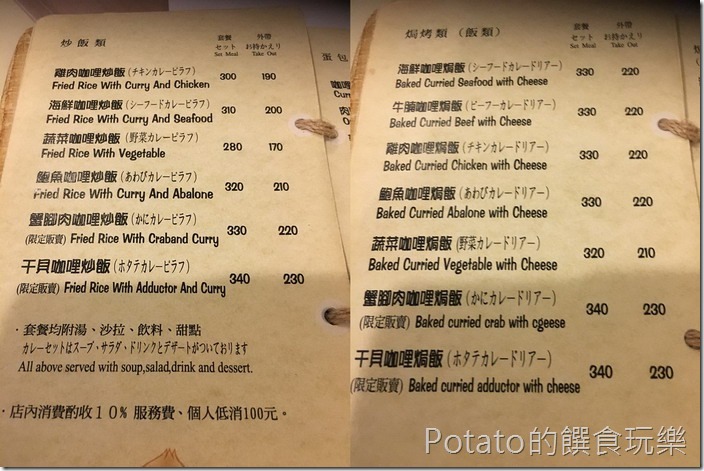 炒飯類
套餐 外帶
セット お持かえり
Set Meal Take Out
雞肉咖哩炒飯(チキンカレーピラフ) 300 190
Fried Rice With Curry And Chicken
海鮮咖哩炒飯(シーフードカレーピラフ) 310 200
Fried Rice With Curry And Seafood
蔬菜咖哩炒飯(野菜カレーピラフ) 280 170
Fried Rice With Vegetable
鮑魚咖哩炒飯(あわびカレーピラフ) 320 210
Fried Rice With Curry And Abalone
蟹腳肉咖哩炒飯(かにカレーピラフ) 330 220
(限定販賣) Fried Rice With Craband Curry
干貝咖哩炒飯(ホタテカレーピラフ) 340 230
(限定販賣) Fried Rice With Adductor And Curry
·套餐均附湯、沙拉、飲料、甜點
カレーセットはスープ、サラダ、ドリンクとデザートがついております
All above served with soup,salad,drink and dessert.
·店內消費酌收10% 服務費、個人低消100元。
蛋包
焗烤類(飯類)
套餐 外帶
セット お持かえり
Set Meal Take Out
海鮮咖哩焗飯(シーフードカレードリアー) 330 220
Baked Curried Seafood with Cheese
牛腩咖哩焗飯(ビーフーカレードリアー) 330 220
Baked Curried Beef with Cheese
雞肉咖哩焗飯(チキンカレードリアー) 330 220
Baked Curried Chicken with Cheese
鮑魚咖哩焗飯(あわびカレードリアー) 330 220
Baked Curried Abalone with Cheese
蔬菜咖哩焗飯(野菜カレードリアー) 320 210
Baked Curried Vegetable with Cheese
蟹腳肉咖哩焗飯(かにカレードリアー) 340 230
(限定販賣) Baked curried crab with cgeese
干貝咖哩焗飯(ホタテカレードリアー) 340 230
(限定販賣) Baked curried adductor with cheese
Potato的饌食玩樂